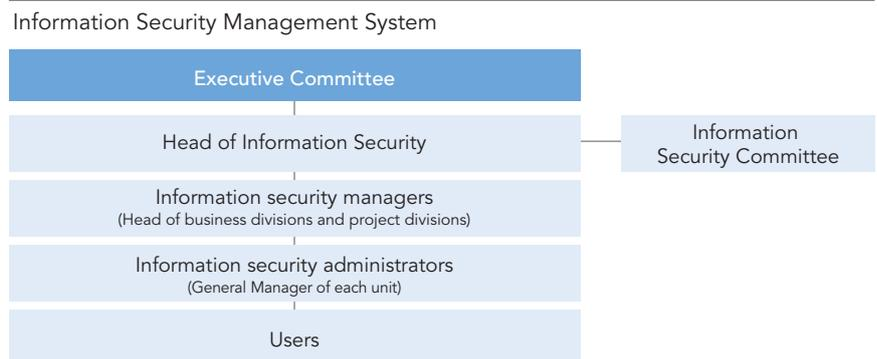 Information Security Management System
Executive Committee
Head of Information Security
Information
Security Committee
Information security managers
(Head of business divisions and project divisions)
Information security administrators
(General Manager of each unit)
Users